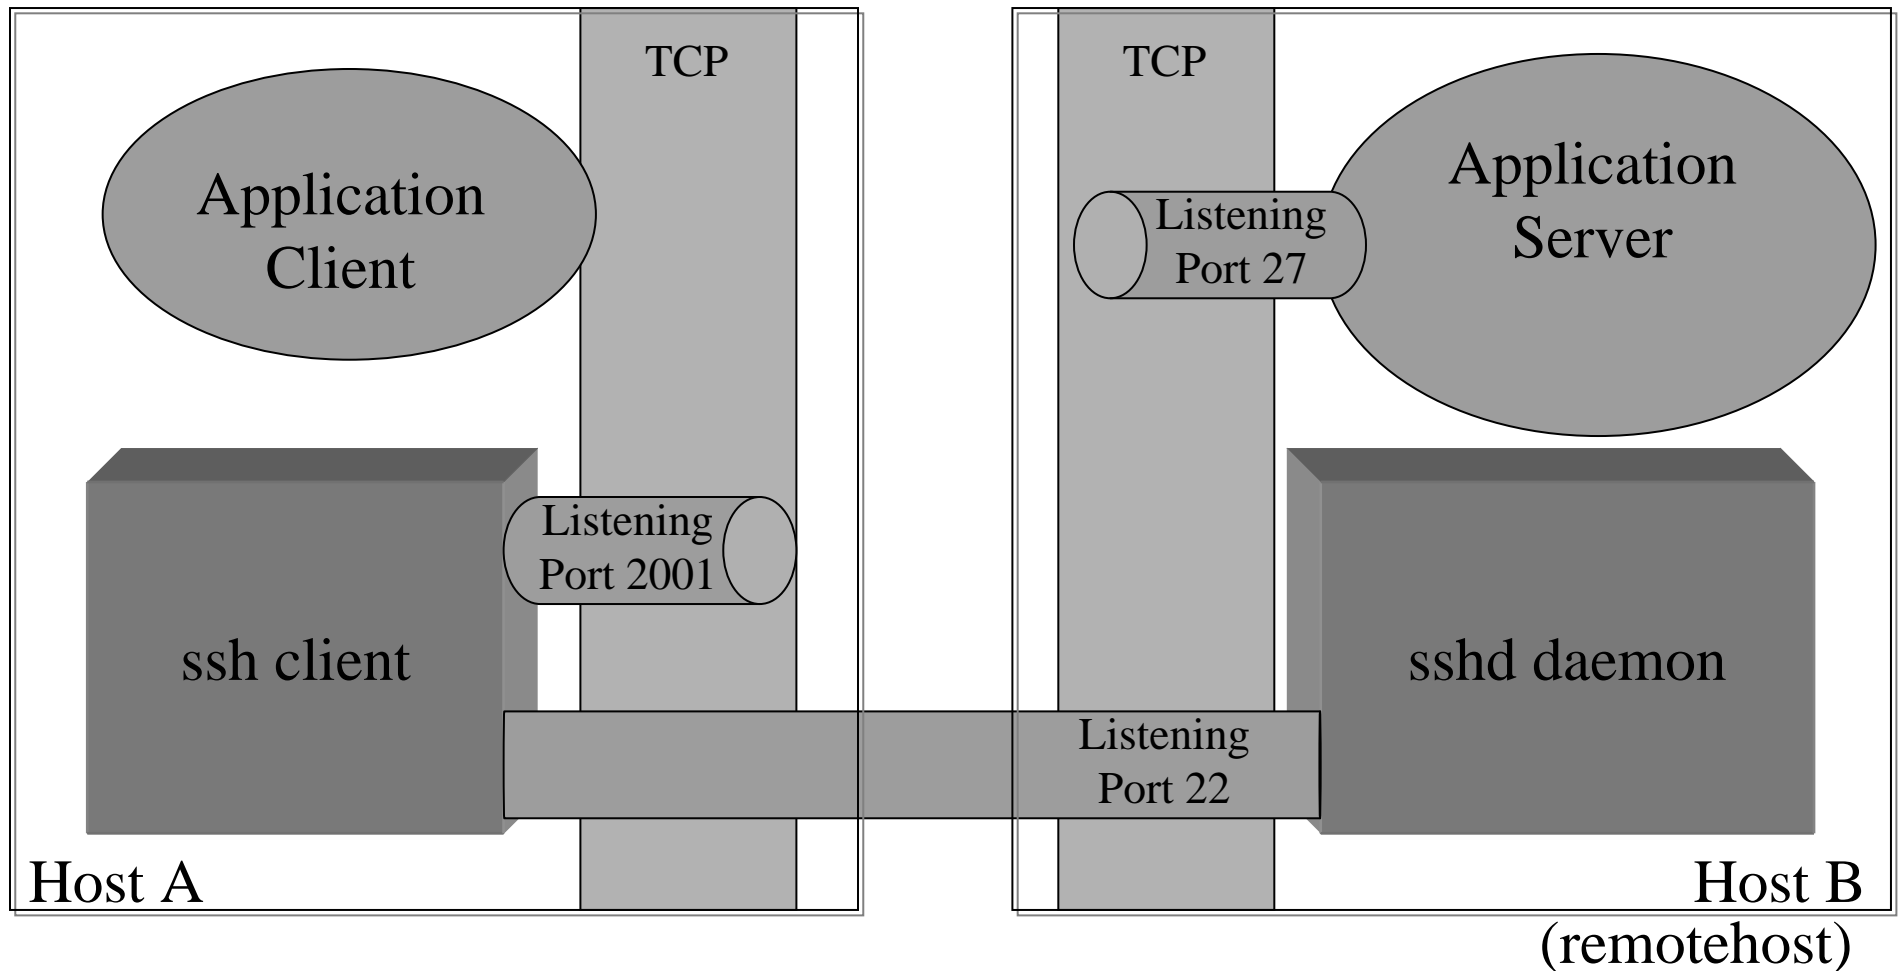 TCP
Application
Client
Listening
Port 2001
ssh client
Host A
TCP
Application
Server
Listening
Port 27
sshd daemon
Listening
Port 22
Host B
(remotehost)